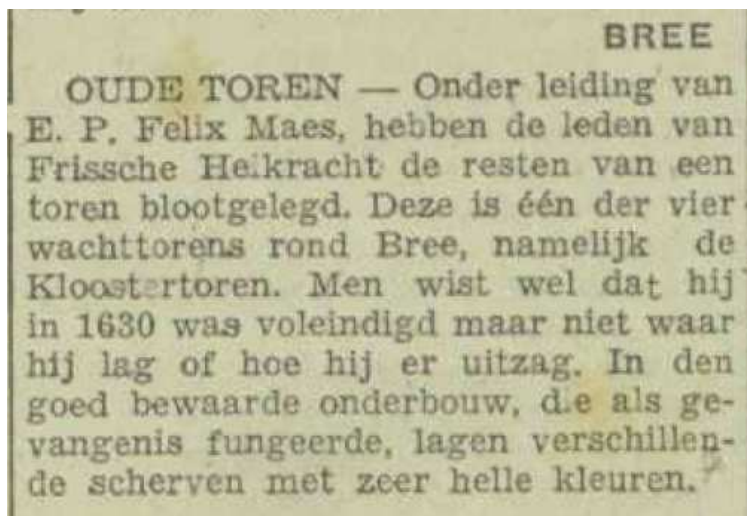 BREE
OUDE TOREN — Onder leiding van
E. P. Felix Maes, hebben de leden van
Frissche Heikracht de resten van een
toren blootgelegd. Deze is één der vier
wachttorens rond Bree, namelijk de
Kloostertoren. Men wist wel dat hij
in 1630 was voleindigd maar niet waar
hij lag of hoe hij er uitzag. In den
goed bewaarde onderbouw, die als ge-
vangenis fungeerde, lagen verschillen-
de scherven met zeer helle kleuren.